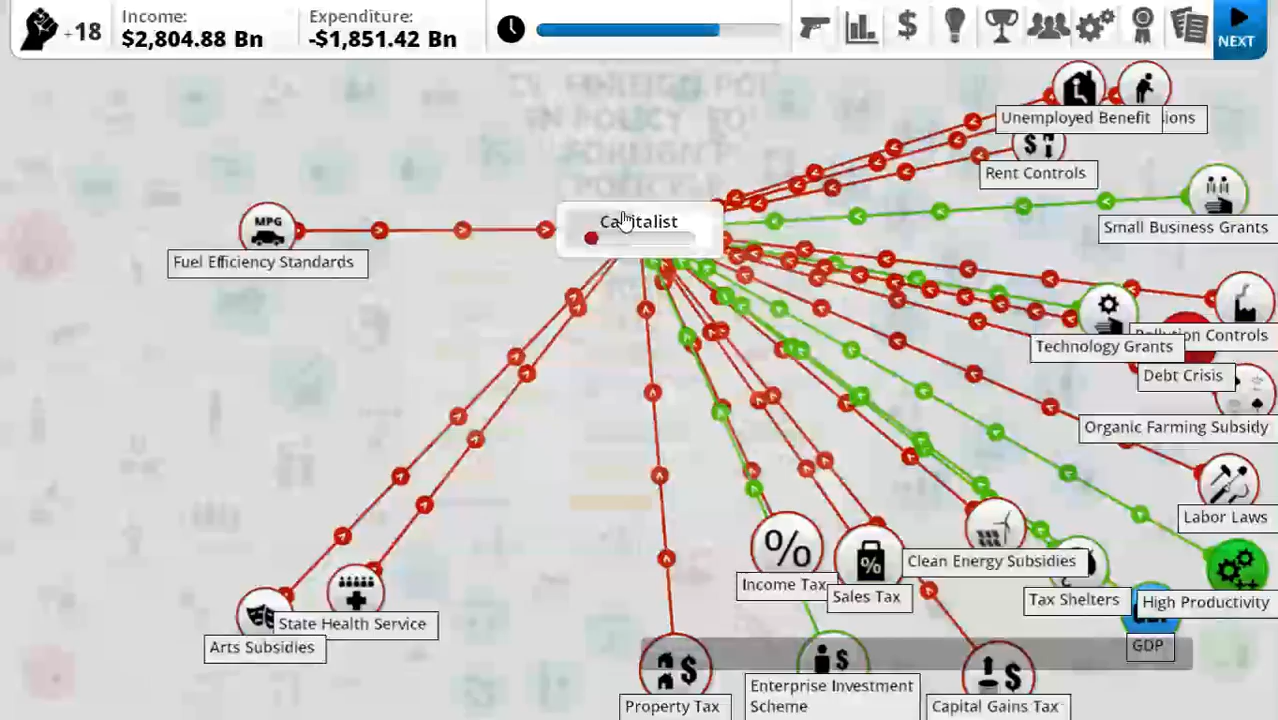 Income:
Expenditure:
+18
$2,804.88 Bn
-$1,851.42 Bn
NEXT
Unemployed Benefit
ions
Rent Controls
Small Business Grants
MPG
Capitalist
Fuel Efficiency Standards
Pollution Controls
Technology Grants
Debt Crisis
Organic Farming Subsidy
Labor Laws
Clean Energy Subsidies
Income Tax
Sales Tax
Tax Shelters
High Productivity
State Health Service
Arts Subsidies
GDP
Enterprise Investment
Scheme
Property Tax
Capital Gains Tax